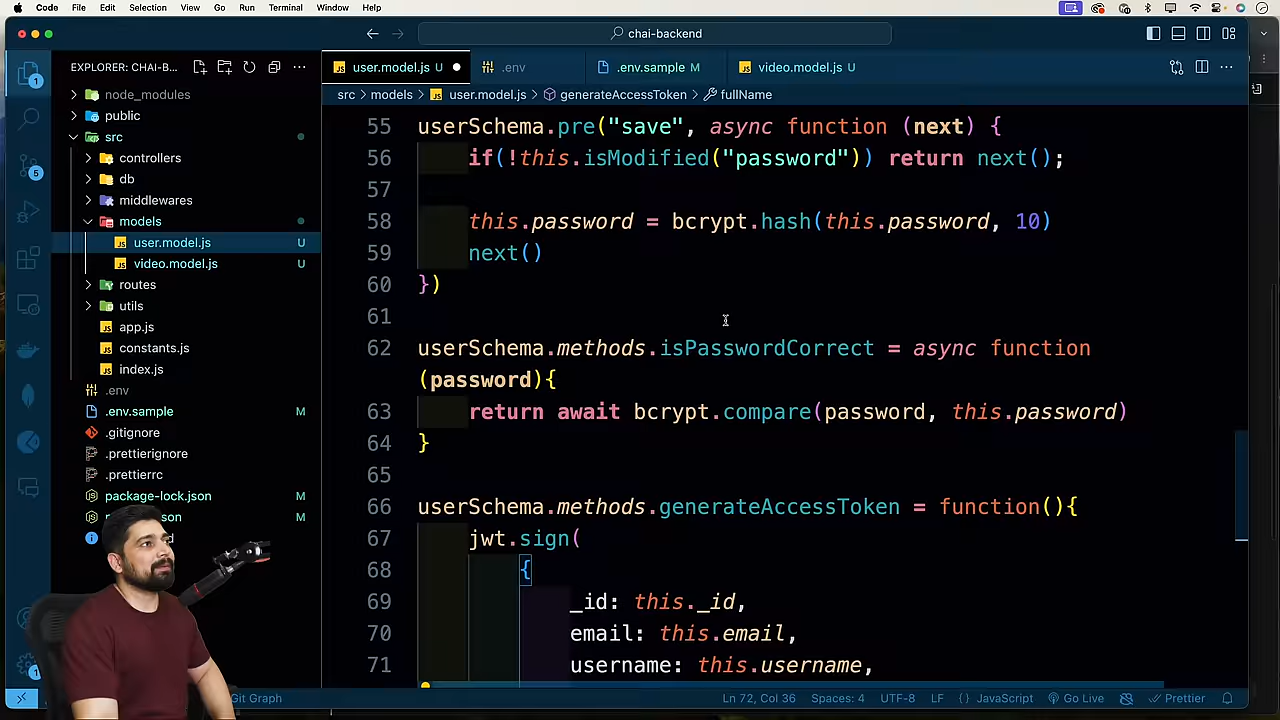 Code File Edit Selection View Go Run Terminal Window Help
chai-backend
EXPLORER: CHAI-B...
user.model.js U
.env
.env.sample M
video.model.js U
src > models > user.model.js > generateAccessToken > fullName
node_modules
public
src
controllers
db
middlewares
models
user.model.js U
video.model.js U
routes
utils
app.js
constants.js
index.js
.env
.env.sample M
.gitignore
.prettierignore
.prettierrc
package-lock.json M
M
1
5
1
55 userSchema.pre("save", async function (next) {
56 if(!this.isModified("password")) return next();
57
58 this.password = bcrypt.hash(this.password, 10)
59 next()
60 })
61
62 userSchema.methods.isPasswordCorrect = async function
(password){
63 return await bcrypt.compare(password, this.password)
64 }
65
66 userSchema.methods.generateAccessToken = function(){
67 jwt.sign(
68 {
69 _id: this._id,
70 email: this.email,
71 username: this.username,
Git Graph
Ln 72, Col 36 Spaces: 4 UTF-8 LF {} JavaScript Go Live Prettier